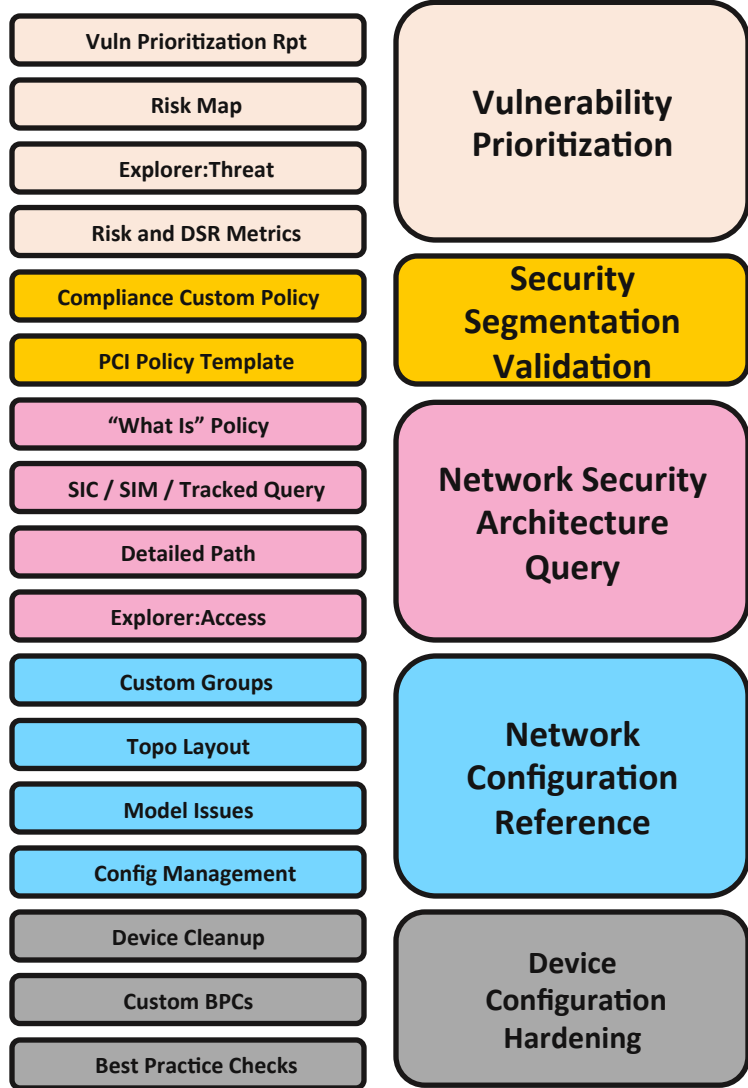 Vuln Prioritization Rpt
Risk Map
Explorer:Threat
Risk and DSR Metrics
Compliance Custom Policy
PCI Policy Template
“What Is” Policy
SIC / SIM / Tracked Query
Detailed Path
Explorer:Access
Custom Groups
Topo Layout
Model Issues
Config Management
Device Cleanup
Custom BPCs
Best Practice Checks
Vulnerability
Prioritization
Security
Segmentation
Validation
Network Security
Architecture
Query
Network
Configuration
Reference
Device
Configuration
Hardening